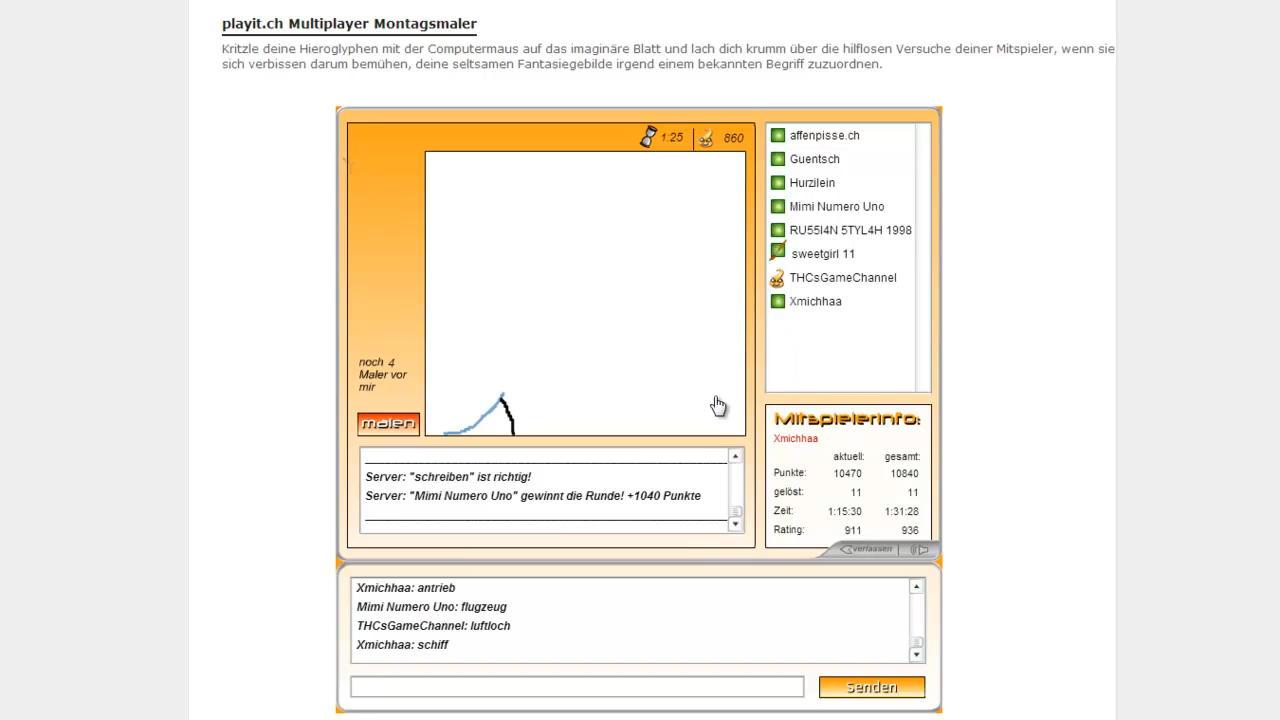 playit.ch Multiplayer Montagsmaler
Kritzle deine Hieroglyphen mit der Computermaus auf das imaginäre Blatt und lach dich krumm über die hilflosen Versuche deiner Mitspieler, wenn sie
sich verbissen darum bemühen, deine seltsamen Fantasiegebilde irgend einem bekannten Begriff zuzuordnen.
1:25 860
affenpisse.ch
Guentsch
Hurzilein
Mimi Numero Uno
RU55I4N 5TYL4H 1998
sweetgirl 11
THCsGameChannel
Xmichhaa
noch 4
Maler vor
mir
malen
Server: "schreiben" ist richtig!
Server: "Mimi Numero Uno" gewinnt die Runde! +1040 Punkte
Mitspielerinfo:
Xmichhaa
aktuell: gesamt:
Punkte: 10470 10840
gelöst: 11 11
Zeit: 1:15:30 1:31:28
Rating: 911 936
verlassen
Xmichhaa: antrieb
Mimi Numero Uno: flugzeug
THCsGameChannel: luftloch
Xmichhaa: schiff
Senden